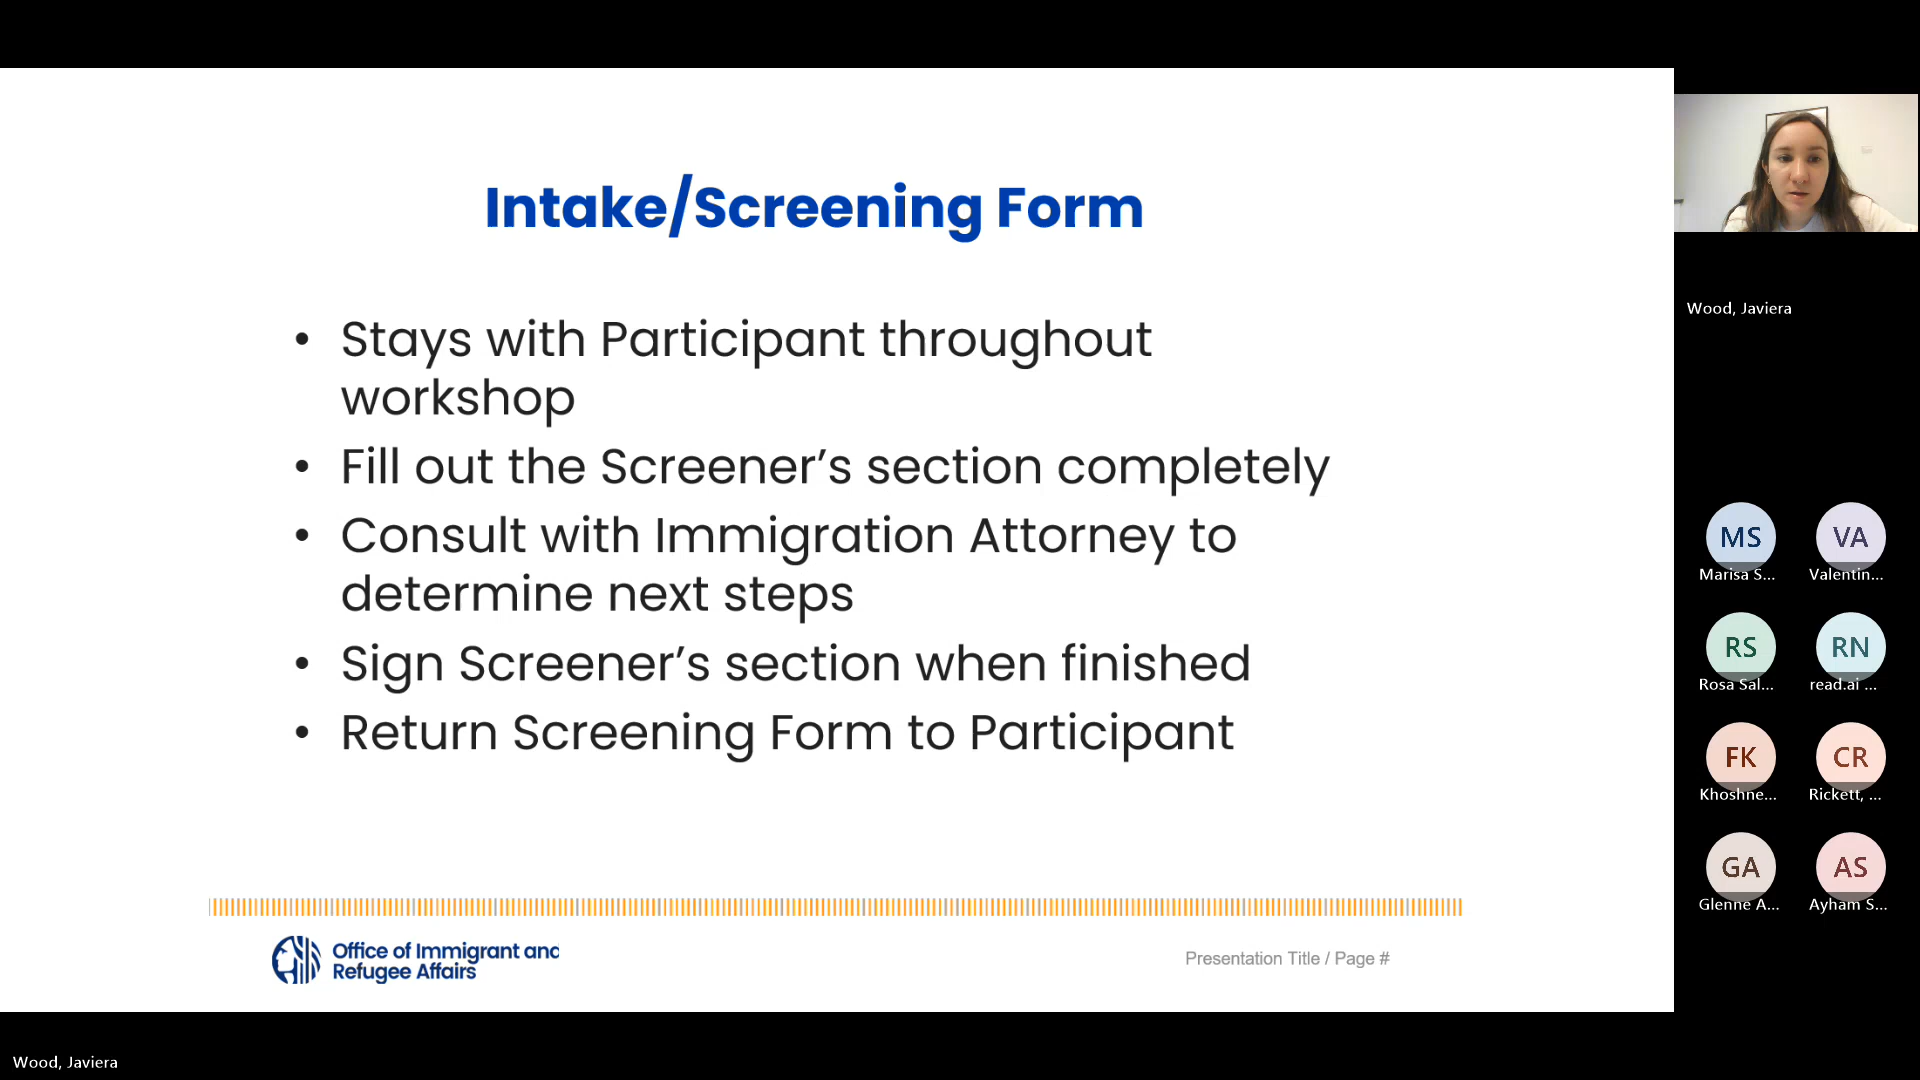 Intake/Screening Form
• Stays with Participant throughout
workshop
• Fill out the Screener’s section completely
• Consult with Immigration Attorney to
determine next steps
• Sign Screener’s section when finished
• Return Screening Form to Participant
Office of Immigrant and
Refugee Affairs
Presentation Title / Page #
Wood, Javiera
MS
VA
Marisa S...
Valentin...
RS
RN
Rosa Sal...
read.ai ...
FK
CR
Khoshne...
Rickett, ...
GA
AS
Glenne A...
Ayham S...
Wood, Javiera